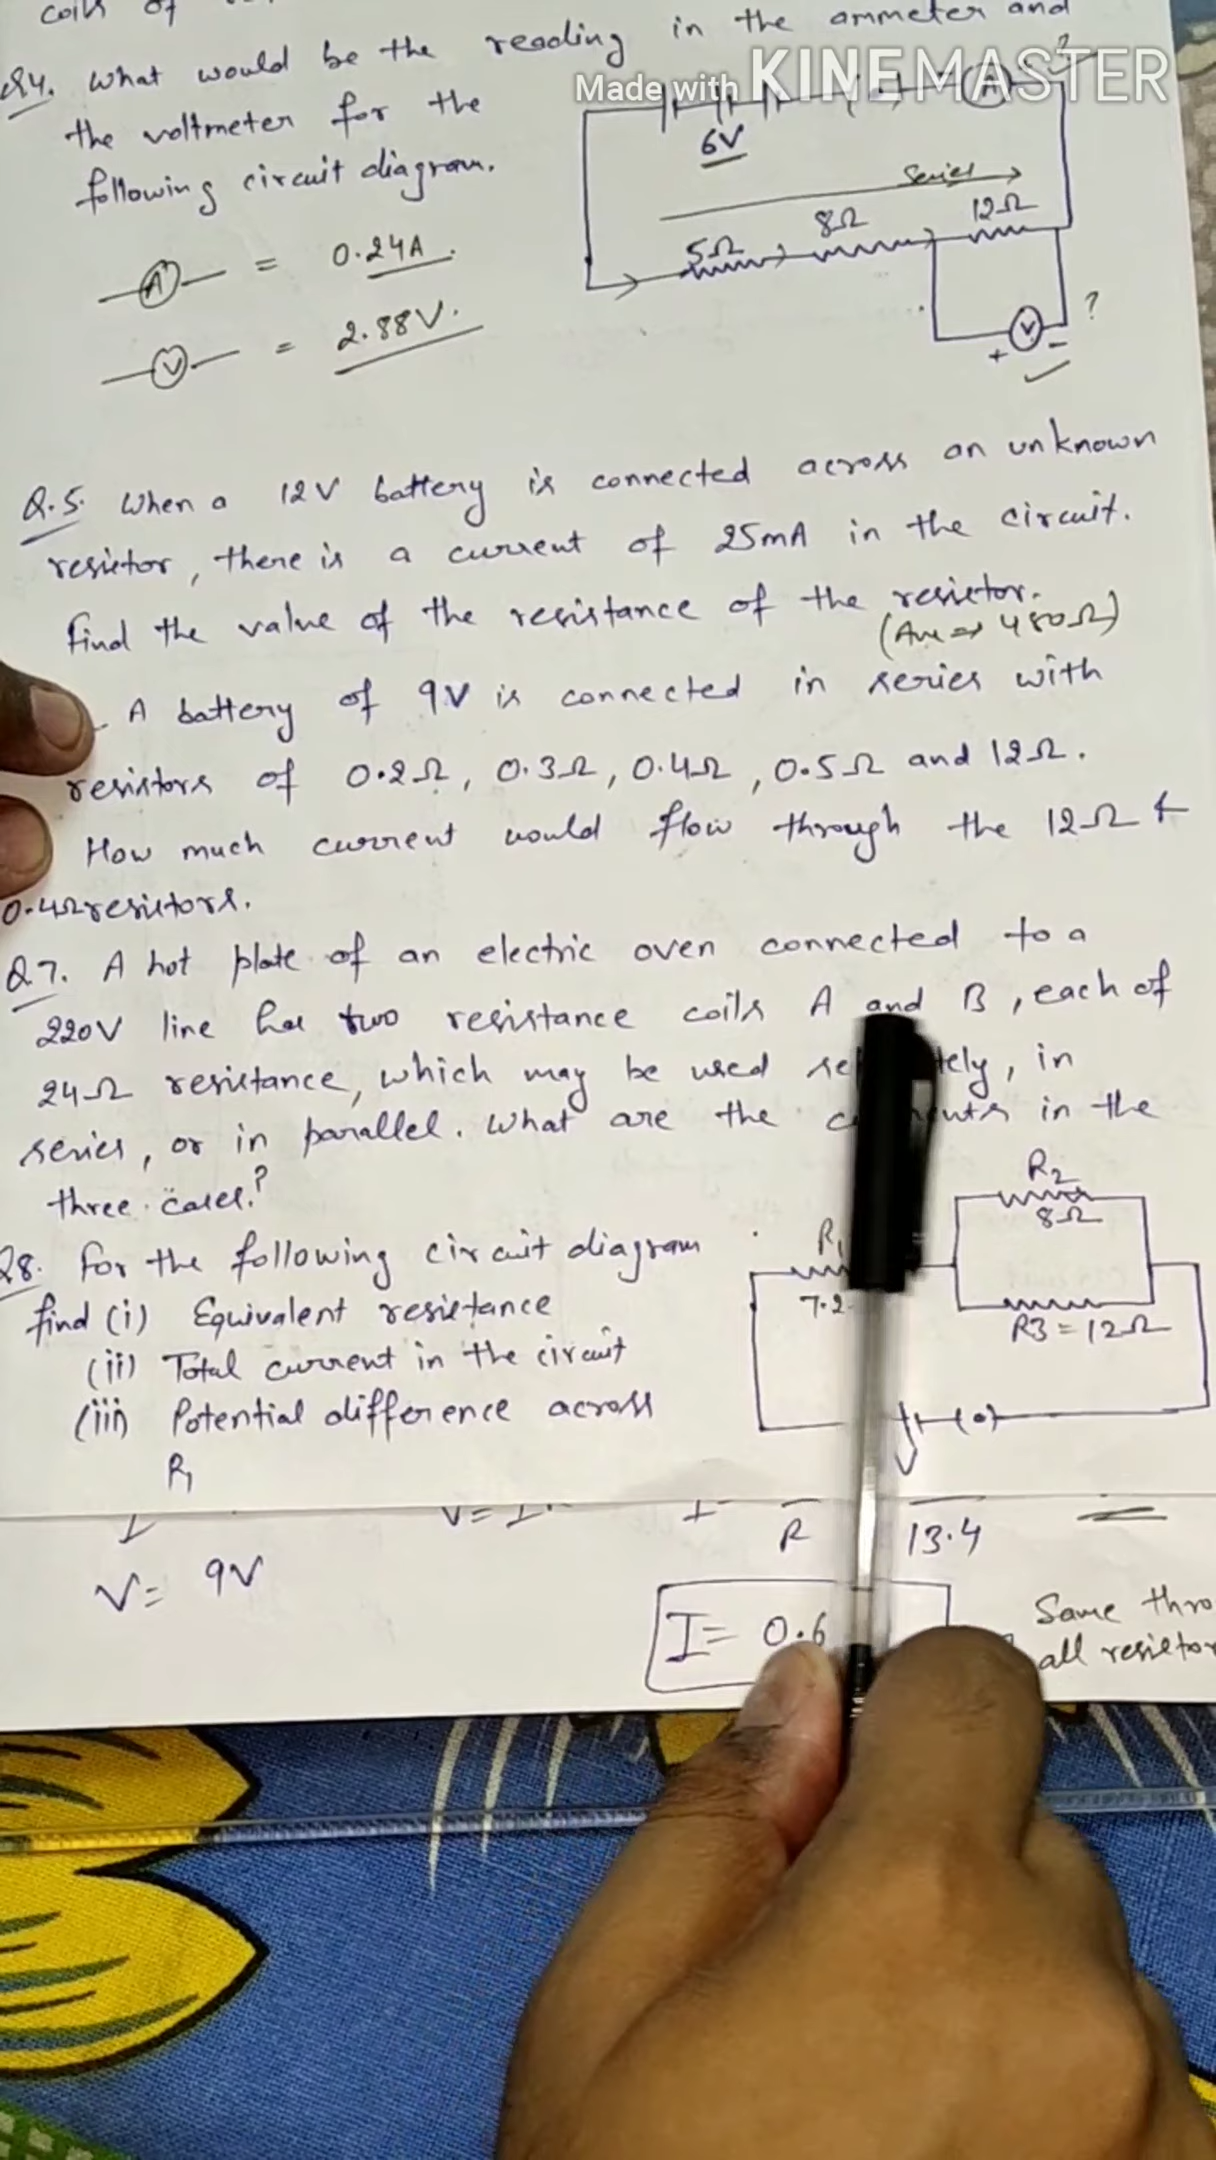 coils of
Q4. What would be the reading in the ammeter and
the voltmeter for the
following circuit diagram.
Made with KINEMASTER
A ?
6V
Series
5Ω 8Ω 12Ω
V ?
+ -
A = 0.24A.
V = 2.88V.
Q.5. When a 12V battery is connected across an unknown
resistor, there is a current of 25mA in the circuit.
find the value of the resistance of the resistor.
(Ans => 480Ω)
A battery of 9V is connected in series with
resistors of 0.2Ω, 0.3Ω, 0.4Ω, 0.5Ω and 12Ω.
How much current would flow through the 12Ω &
0.4Ω resistors.
Q7. A hot plate of an electric oven connected to a
220V line has two resistance coils A and B, each of
24Ω resistance, which may be used tely, in
series, or in parallel. What are the in the
three cases?
Q8. for the following circuit diagram
find (i) Equivalent resistance
(ii) Total current in the circuit
(iii) Potential difference across
R1
R2
8Ω
R1
7.2
R3 = 12Ω
V
R 13.4
V = 9V
I = 0.6
Same thro
all resistor